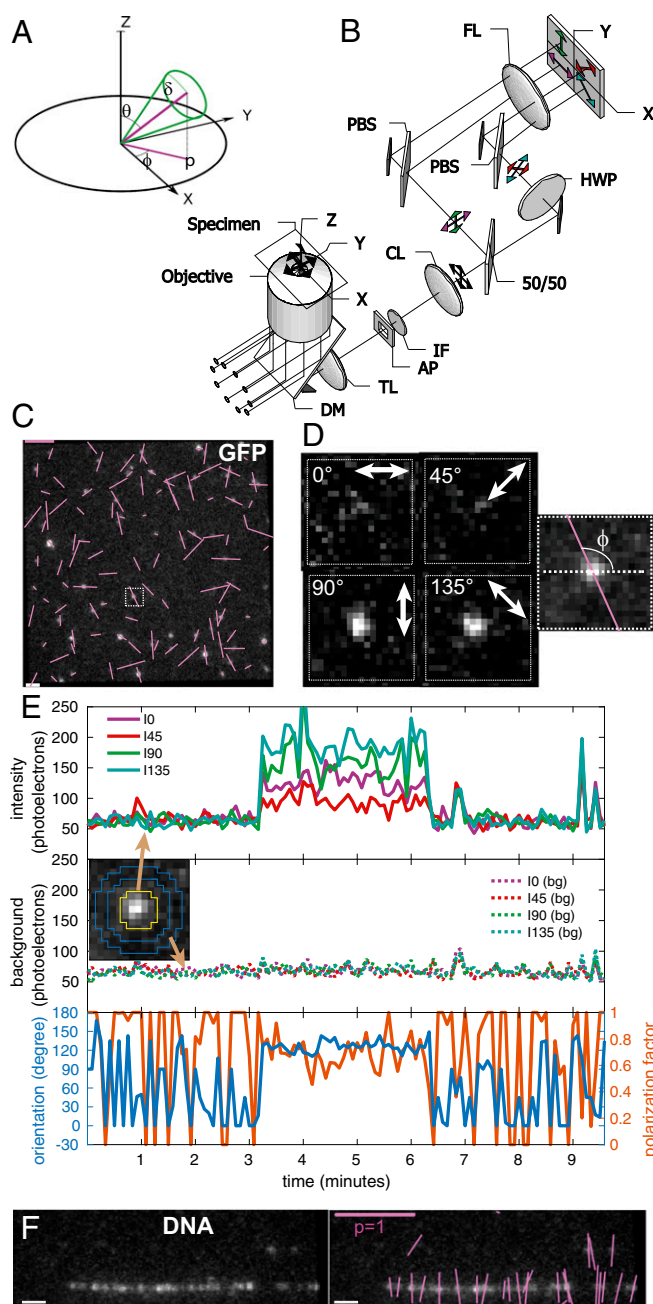 A
Z
δ
θ
Y
ϕ
p
X
B
FL
Y
X
PBS
PBS
HWP
Specimen
Z
Y
Objective
CL
X
50/50
IF
AP
TL
DM
C
GFP
D
0°
45°
90°
135°
ϕ
E
250
200
150
100
50
intensity
(photoelectrons)
I0
I45
I90
I135
250
200
150
100
50
background
(photoelectrons)
I0 (bg)
I45 (bg)
I90 (bg)
I135 (bg)
180
150
120
90
60
30
0
-30
orientation (degree)
1
0.8
0.6
0.4
0.2
0
polarization factor
1 2 3 4 5 6 7 8 9
time (minutes)
F
DNA
p=1